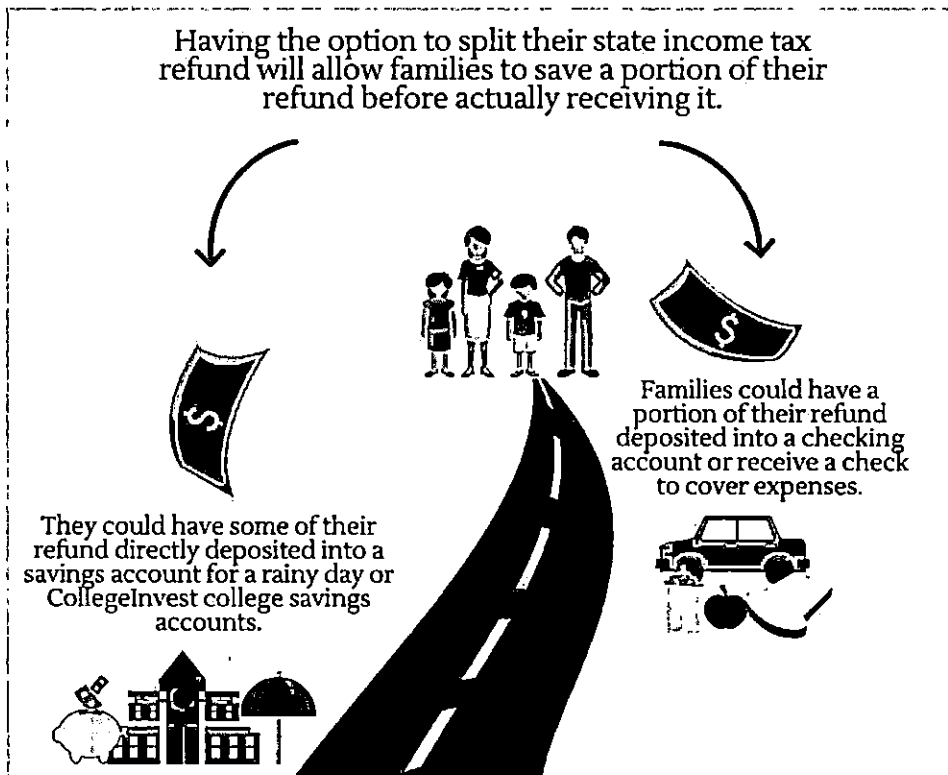 Having the option to split their state income tax
refund will allow families to save a portion of their
refund before actually receiving it.
$
$
Families could have a
portion of their refund
deposited into a checking
account or receive a check
to cover expenses.
They could have some of their
refund directly deposited into a
savings account for a rainy day or
CollegeInvest college savings
accounts.